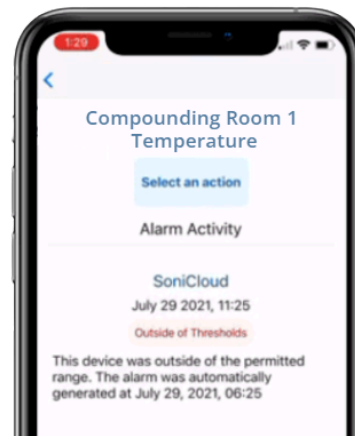 1:29
Compounding Room 1
Temperature
Select an action
Alarm Activity
SoniCloud
July 29 2021, 11:25
Outside of Thresholds
This device was outside of the permitted
range. The alarm was automatically
generated at July 29, 2021, 06:25